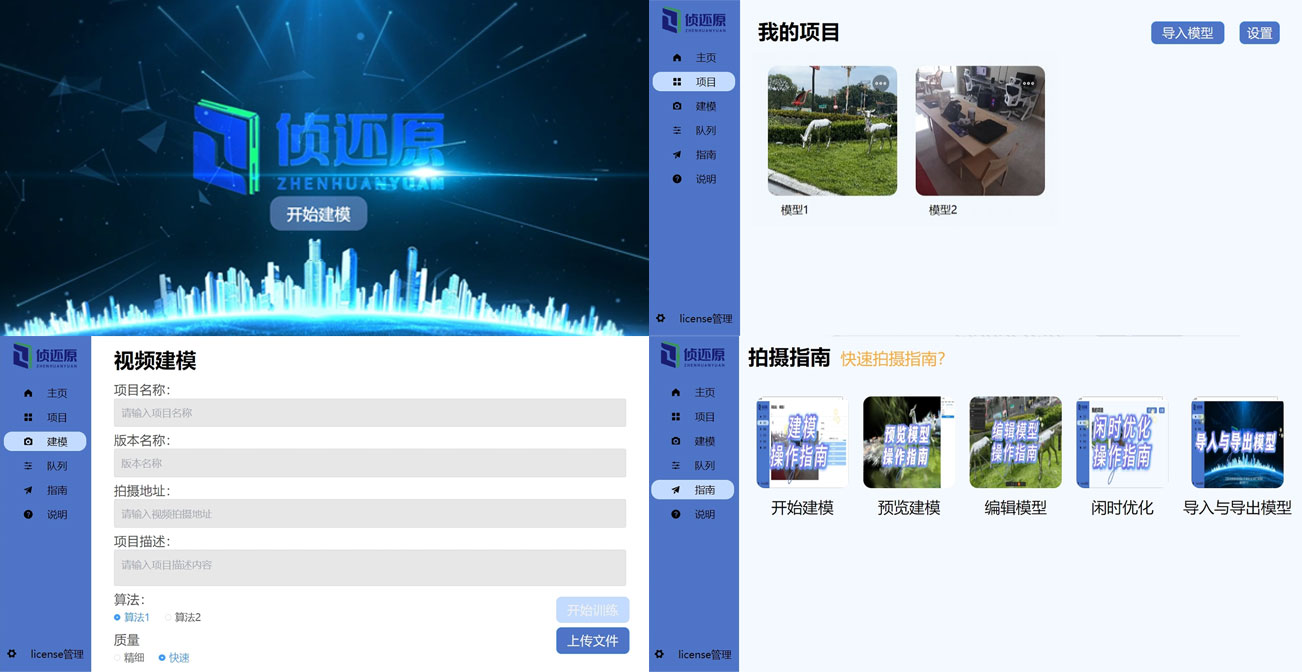 侦还原
ZHENHUANYUAN
开始建模
侦还原
ZHENHUANYUAN
主页
项目
建模
队列
指南
说明
license管理
我的项目
导入模型
设置
模型1
模型2
侦还原
ZHENHUANYUAN
主页
项目
建模
队列
指南
说明
license管理
视频建模
项目名称:
请输入项目名称
版本名称:
版本名称
拍摄地址:
请输入视频拍摄地址
项目描述:
请输入项目描述内容
算法:
算法1 算法2
质量
精细 快速
开始训练
上传文件
侦还原
ZHENHUANYUAN
主页
项目
建模
队列
指南
说明
license管理
拍摄指南 快速拍摄指南?
建模
操作指南
开始建模
预览模型
操作指南
预览建模
编辑模型
操作指南
编辑模型
闲时优化
操作指南
闲时优化
导入与导出模型
导入与导出模型